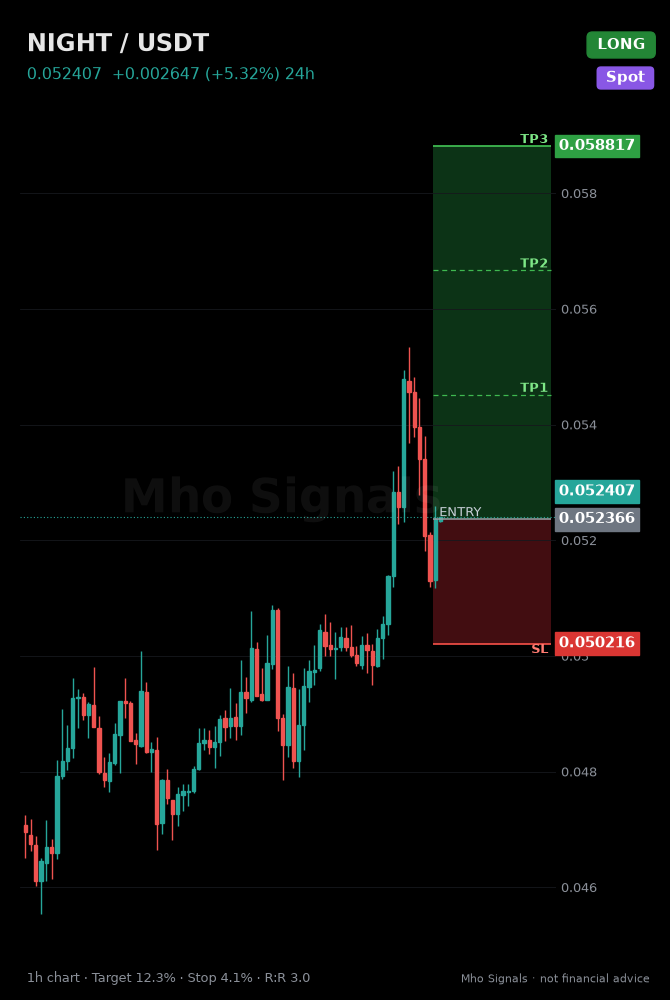 NIGHT / USDT
LONG
0.052407 +0.002647 (+5.32%) 24h
Spot
TP3
0.058817
0.058
TP2
0.056
TP1
0.054
Mho Signals
0.052407
ENTRY
0.052366
0.052
0.050216
SL
0.05
0.048
0.046
1h chart · Target 12.3% · Stop 4.1% · R:R 3.0
Mho Signals · not financial advice